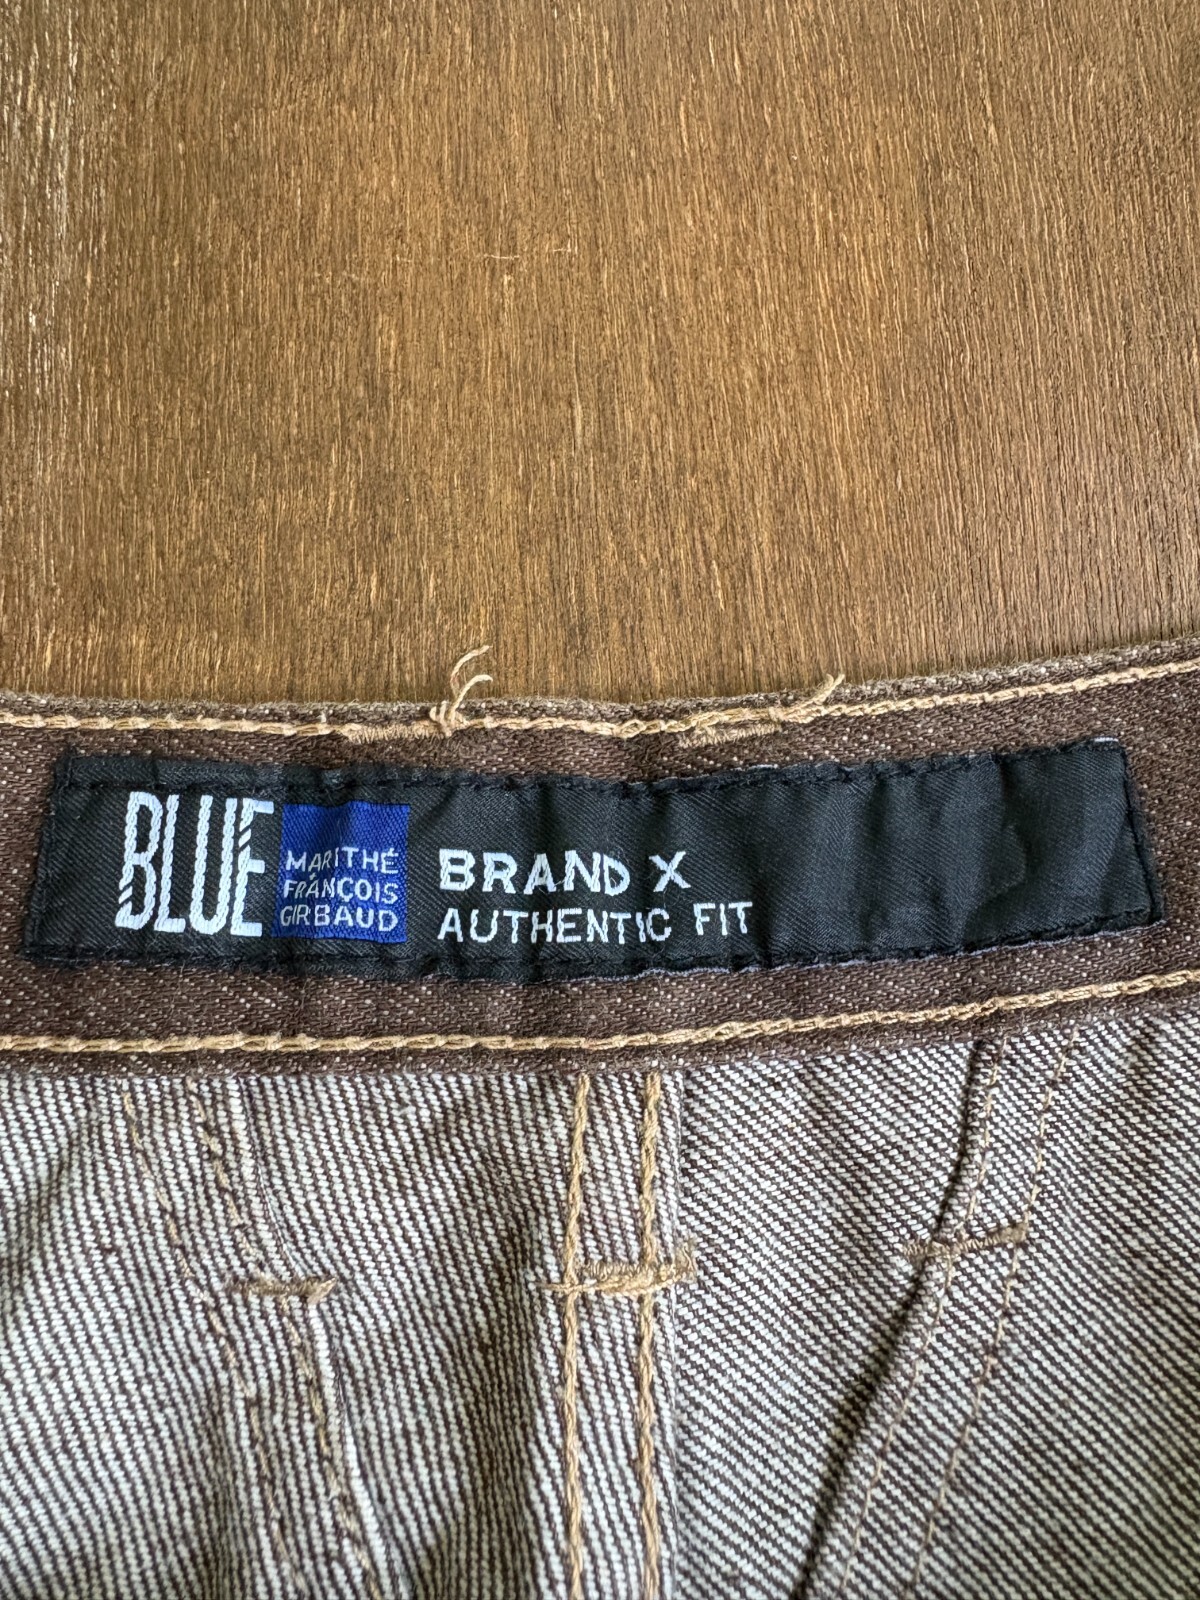 BLUE
MARITHÉ
FRANÇOIS
GIRBAUD
BRAND X
AUTHENTIC FIT